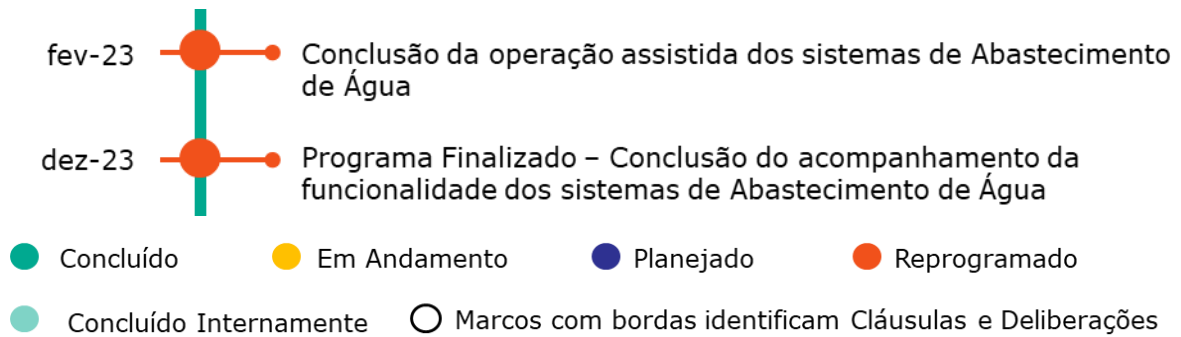 fev-23 Conclusão da operação assistida dos sistemas de Abastecimento
de Água
dez-23 Programa Finalizado – Conclusão do acompanhamento da
funcionalidade dos sistemas de Abastecimento de Água
Concluído Em Andamento Planejado Reprogramado
Concluído Internamente Marcos com bordas identificam Cláusulas e Deliberações